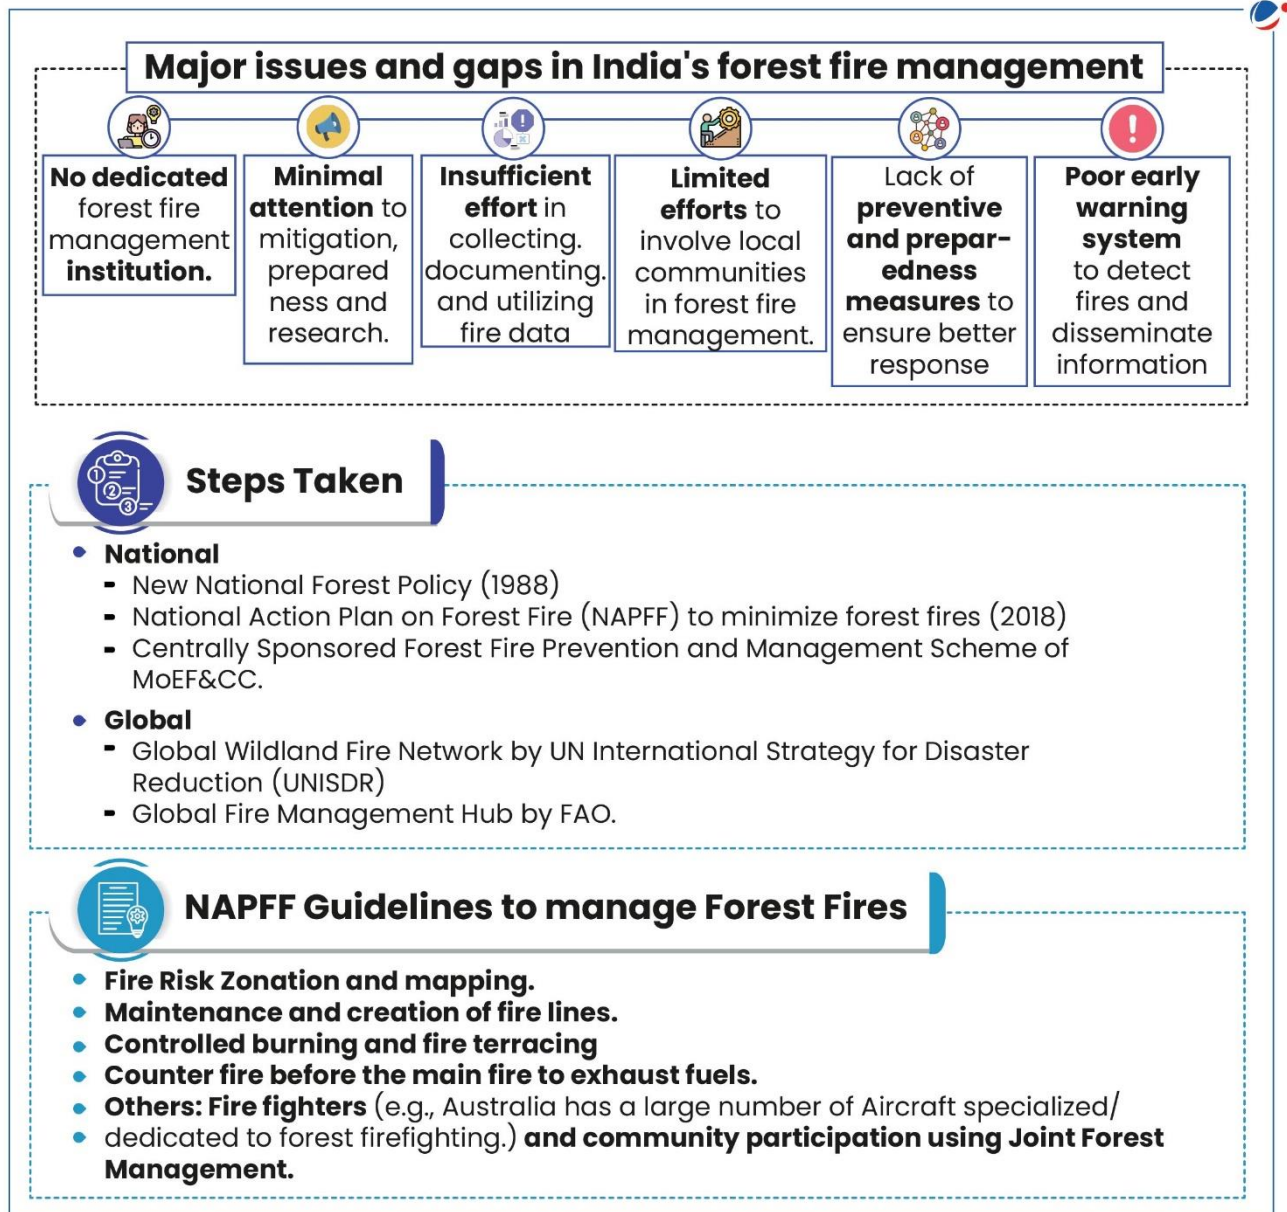 Major issues and gaps in India's forest fire management
No dedicated
forest fire
management
institution.
Minimal
attention to
mitigation,
prepared
ness and
research.
Insufficient
effort in
collecting.
documenting.
and utilizing
fire data
Limited
efforts to
involve local
communities
in forest fire
management.
Lack of
preventive
and prepar-
edness
measures to
ensure better
response
Poor early
warning
system
to detect
fires and
disseminate
information
Steps Taken
National
- New National Forest Policy (1988)
- National Action Plan on Forest Fire (NAPFF) to minimize forest fires (2018)
- Centrally Sponsored Forest Fire Prevention and Management Scheme of
MoEF&CC.
Global
- Global Wildland Fire Network by UN International Strategy for Disaster
Reduction (UNISDR)
- Global Fire Management Hub by FAO.
NAPFF Guidelines to manage Forest Fires
Fire Risk Zonation and mapping.
Maintenance and creation of fire lines.
Controlled burning and fire terracing
Counter fire before the main fire to exhaust fuels.
Others: Fire fighters (e.g., Australia has a large number of Aircraft specialized/
dedicated to forest firefighting.) and community participation using Joint Forest
Management.